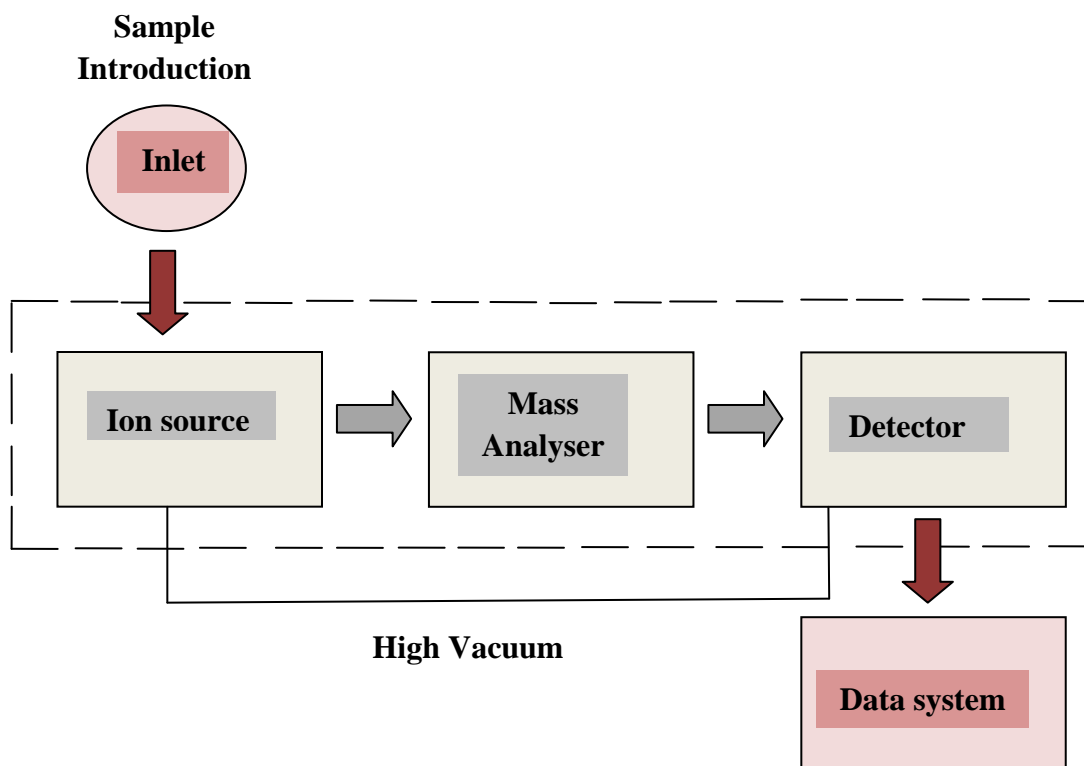 Sample
Introduction
Inlet
Ion source
Mass
Analyser
Detector
High Vacuum
Data system